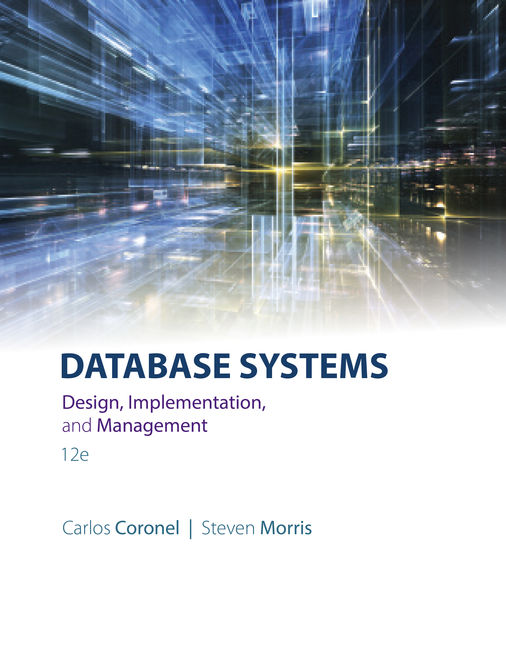 DATABASE SYSTEMS
Design, Implementation,
and Management
12e
Carlos Coronel | Steven Morris